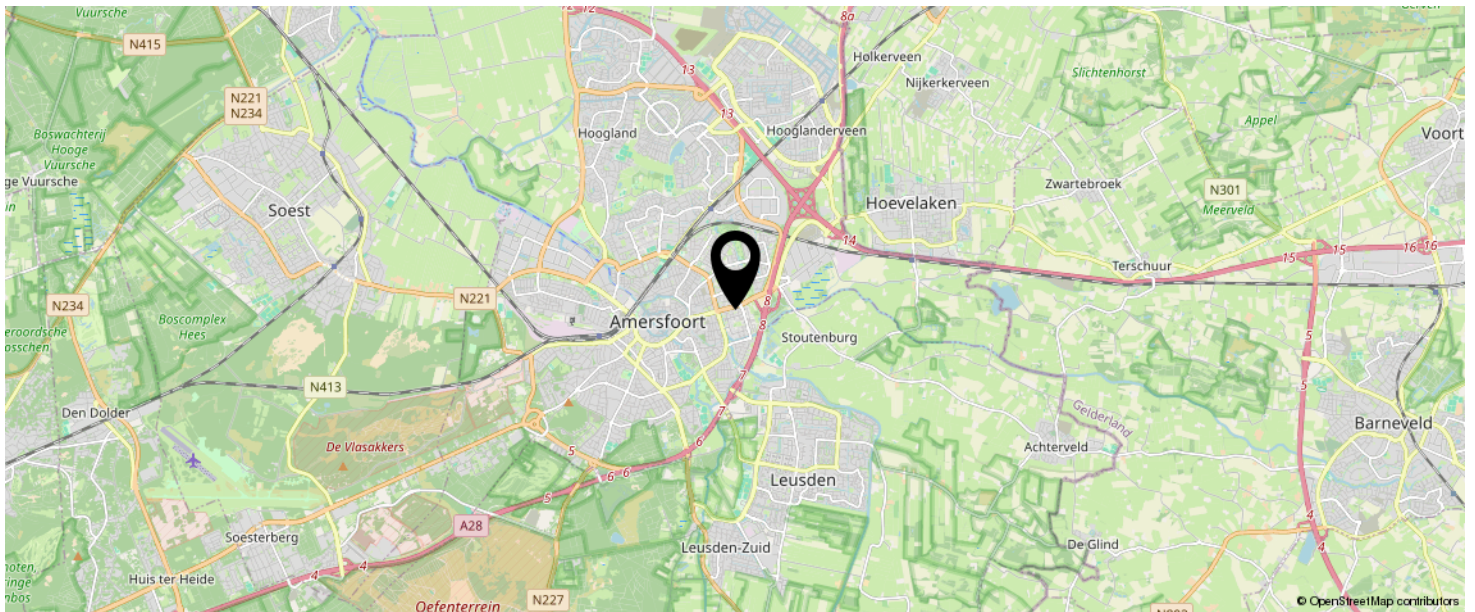 Vuursche
N415
12
12
8a
Holkerveen
Nijkerkerveen
Slichtenhorst
13
13
N221
N234
Hoogland
Hooglanderveen
Appel
Voort
Boswachterij
Hooge
Vuursche
ge Vuursche
Soest
Zwartebroek
N301
Meerveld
Hoevelaken
14
15
15
16
16
Terschuur
N234
N221
Boscomplex
Hees
8
8
Amersfoort
Stoutenburg
5
5
N413
7
7
Gelderland
Den Dolder
De Vlasakkers
5
6
6
6
Achterveld
Barneveld
Leusden
5
A28
Soesterberg
4
4
Leusden-Zuid
De Glind
4
4
Huis ter Heide
N227
Oefenterrein
© OpenStreetMap contributors